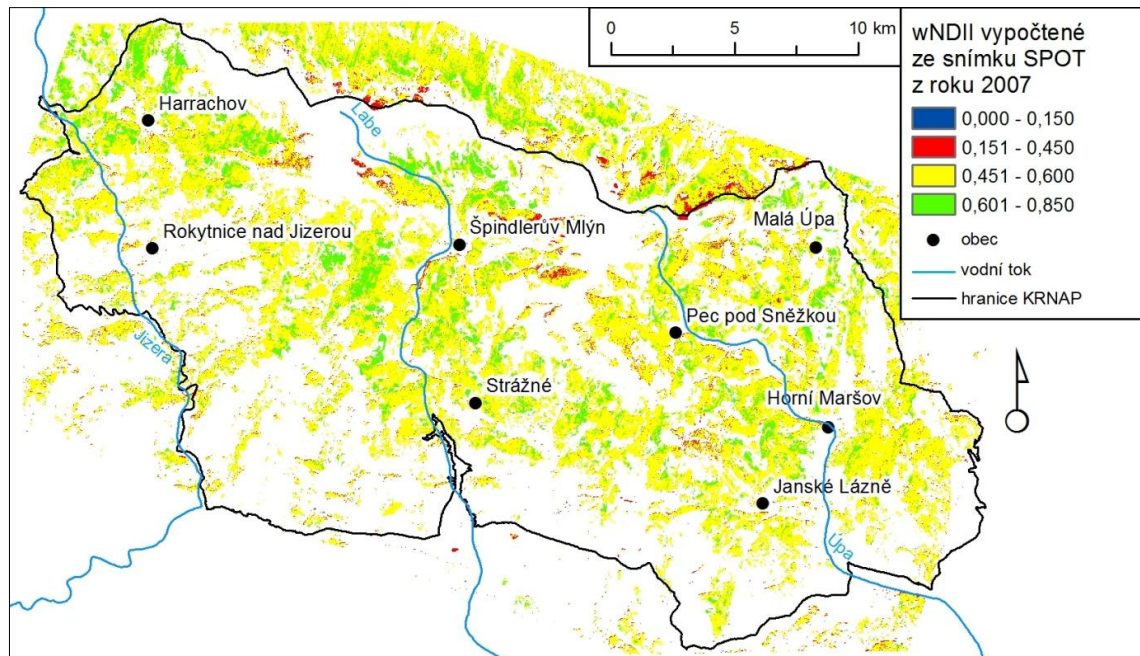 0 5 10 km
wNDII vypočtené
ze snímku SPOT
z roku 2007
0,000 - 0,150
0,151 - 0,450
0,451 - 0,600
0,601 - 0,850
obec
vodní tok
hranice KRNAP
Harrachov
Labe
Rokytnice nad Jizerou
Špindlerův Mlýn
Malá Úpa
Pec pod Sněžkou
Jizera
Strážné
Horní Maršov
Janské Lázně
Úpa